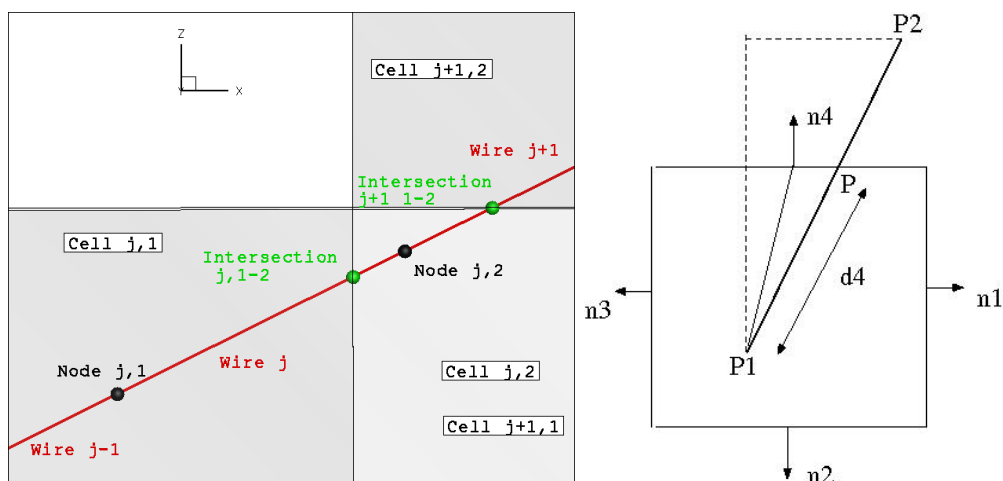 Z
X
Cell j+1,2
Wire j+1
Intersection
j+1 1-2
Cell j,1
Intersection
j,1-2
Node j,2
Node j,1
Wire j
Cell j,2
Cell j+1,1
Wire j-1
P2
n4
P
d4
n3
n1
P1
n2